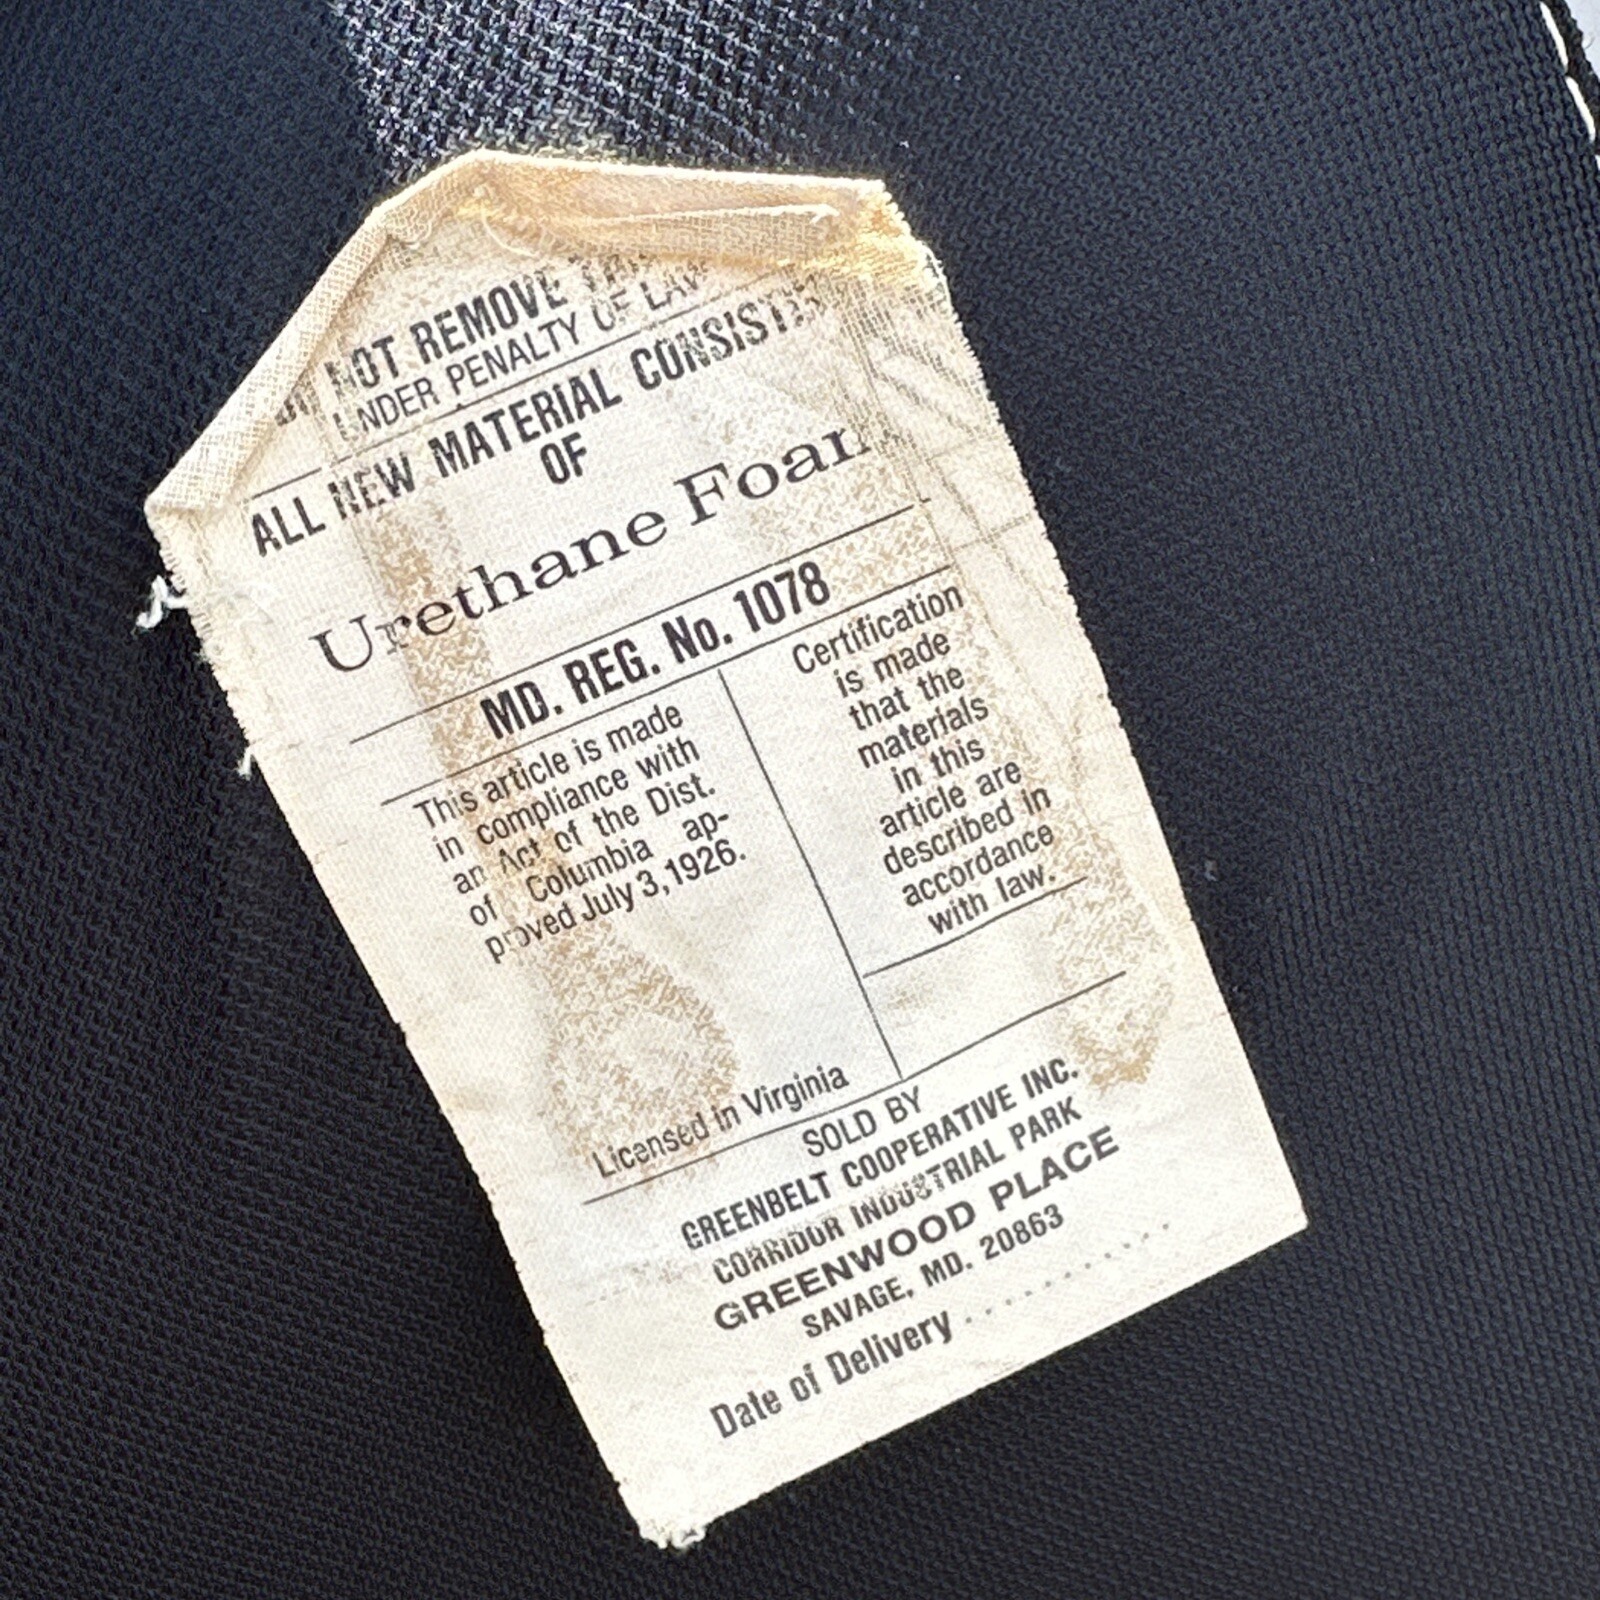 NOT REMOVE
UNDER PENALTY OF LAW
ALL NEW MATERIAL
OF
Urethane
MD. REG. No. 1078
This article is made
in compliance with
an Act of the Dist.
of Columbia ap-
proved July 3, 1926.
Licensed in Virginia
Certification
is made
that the
materials
in this
article are
described in
accordance
with law.
SOLD BY
GREENBELT COOPERATIVE INC.
CORRIDOR INDUSTRIAL PARK
GREENWOOD PLACE
SAVAGE, MD. 20863
Date of Delivery ............